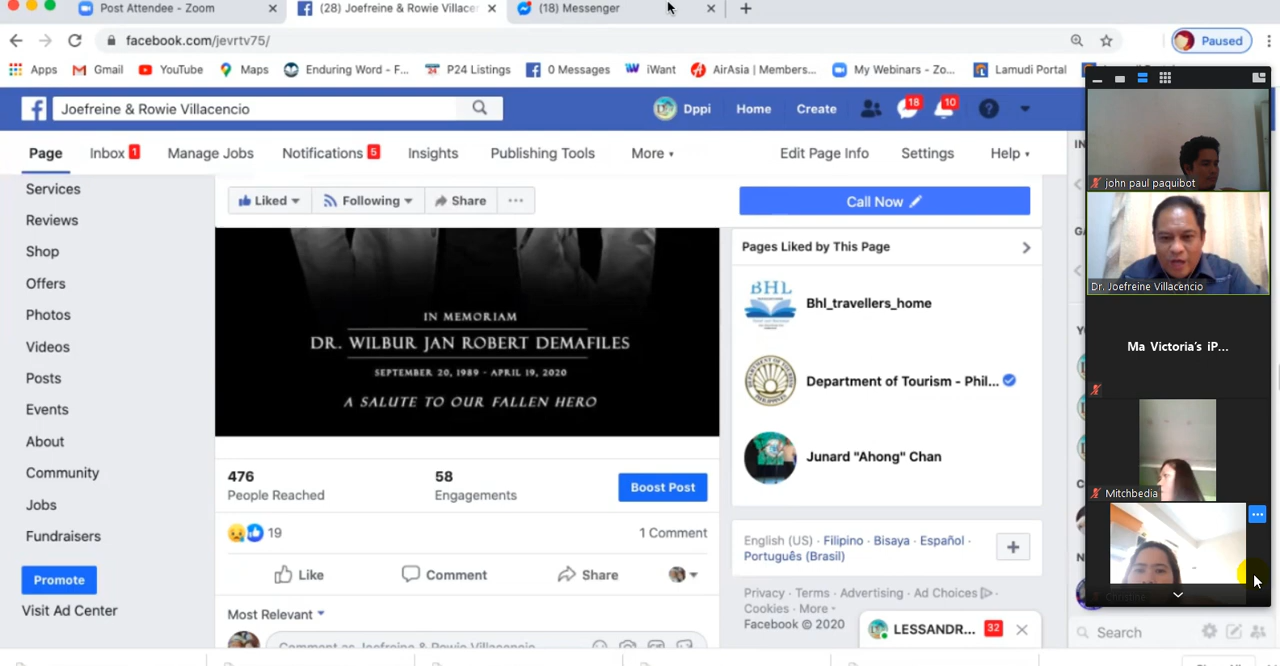 Post Attendee - Zoom
(28) Joefreine & Rowie Villacen
(18) Messenger
facebook.com/jevrtv75/
Paused
Apps
Gmail
YouTube
Maps
Enduring Word - F...
P24 Listings
0 Messages
iWant
AirAsia | Members...
My Webinars - Zo...
Lamudi Portal
Joefreine & Rowie Villacencio
Dppi
Home
Create
18
10
Page
Inbox 1
Manage Jobs
Notifications 5
Insights
Publishing Tools
More
Edit Page Info
Settings
Help
Services
Reviews
Shop
Offers
Photos
Videos
Posts
Events
About
Community
Jobs
Fundraisers
Promote
Visit Ad Center
Liked
Following
Share
...
Call Now
IN MEMORIAM
DR. WILBUR JAN ROBERT DEMAFILES
SEPTEMBER 20, 1989 - APRIL 19, 2020
A SALUTE TO OUR FALLEN HERO
476
People Reached
58
Engagements
Boost Post
19
1 Comment
Like
Comment
Share
Most Relevant
Comment as Joefreine & Rowie Villacencio
Pages Liked by This Page
BHL
Bhl_travellers_home
Department of Tourism - Phil...
Junard "Ahong" Chan
English (US) · Filipino · Bisaya · Español ·
Português (Brasil)
Privacy · Terms · Advertising · Ad Choices
Cookies · More
Facebook © 2020
LESSANDR... 32
Search
john paul paquibot
Dr. Joefreine Villacencio
Ma Victoria's iP...
Mitchbedia
Christine